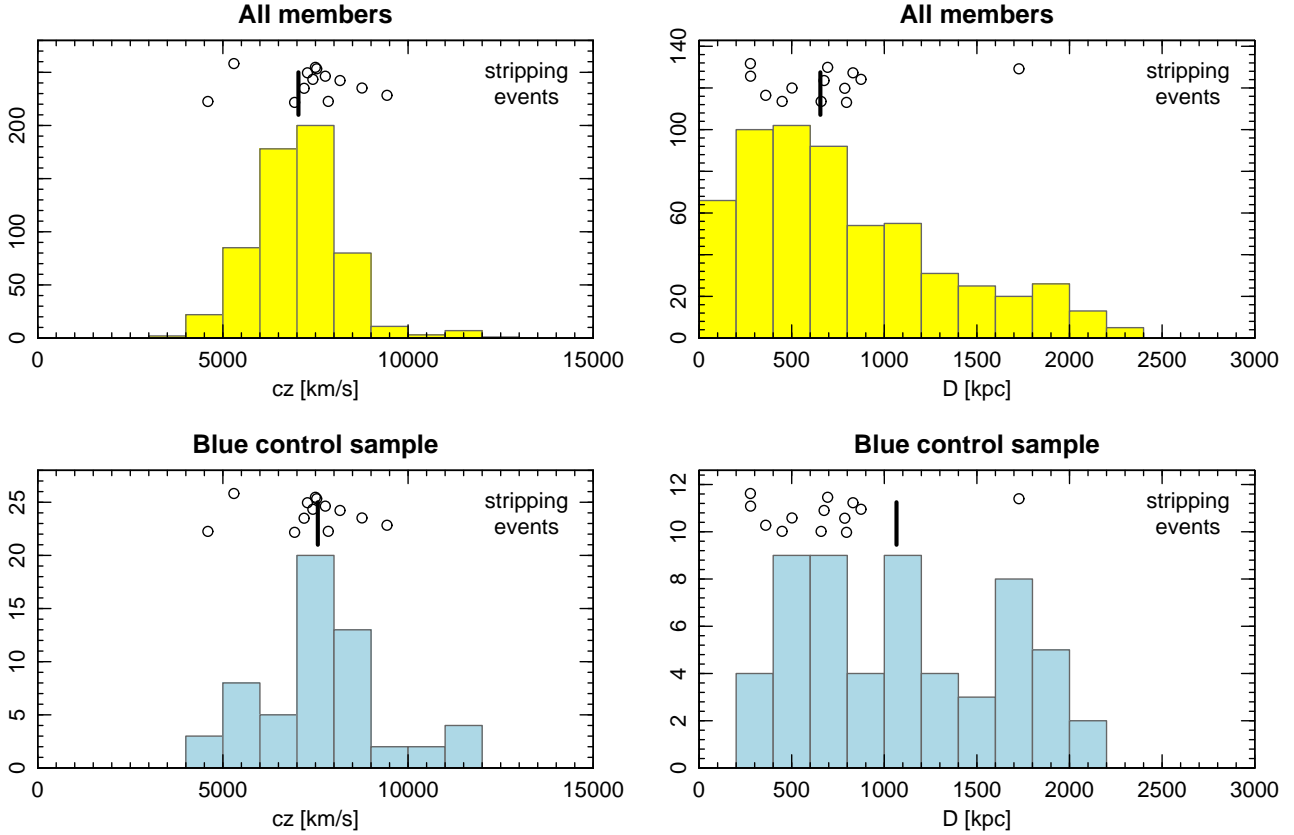 All members
stripping
events
0 50 100 200
0 5000 10000 15000
cz [km/s]
All members
stripping
events
0 20 60 100 140
0 500 1000 1500 2000 2500 3000
D [kpc]
Blue control sample
stripping
events
0 5 10 15 20 25
0 5000 10000 15000
cz [km/s]
Blue control sample
stripping
events
0 2 4 6 8 10 12
0 500 1000 1500 2000 2500 3000
D [kpc]